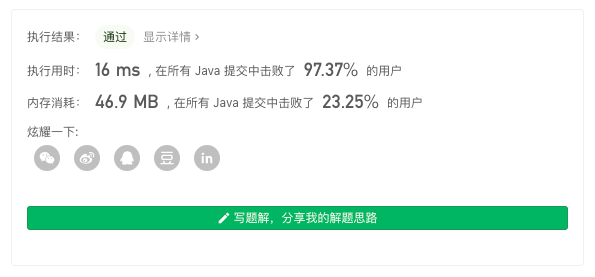 执行结果： 通过 显示详情 >
执行用时： 16 ms , 在所有 Java 提交中击败了 97.37% 的用户
内存消耗： 46.9 MB , 在所有 Java 提交中击败了 23.25% 的用户
炫耀一下:
豆 in
写题解，分享我的解题思路